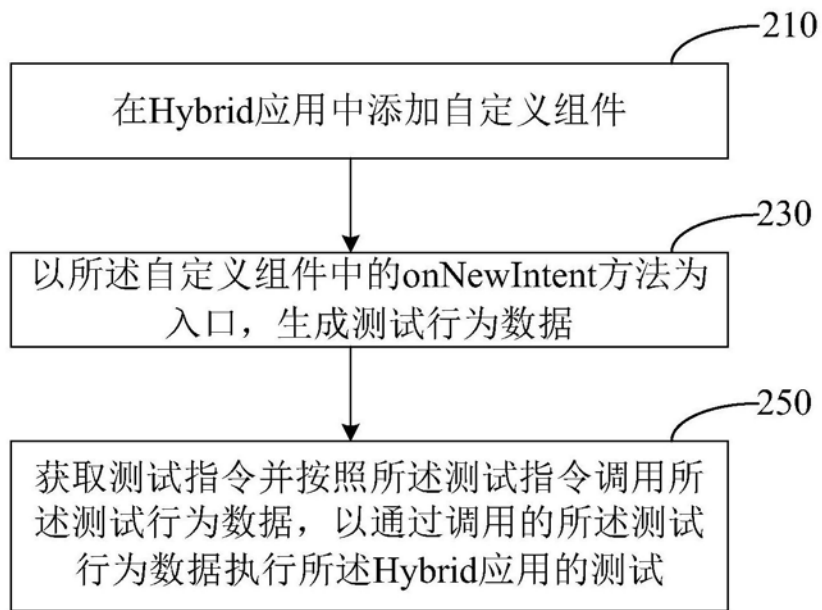 210
在Hybrid应用中添加自定义组件
230
以所述自定义组件中的onNewIntent方法为
入口，生成测试行为数据
250
获取测试指令并按照所述测试指令调用所
述测试行为数据，以通过调用的所述测试
行为数据执行所述Hybrid应用的测试